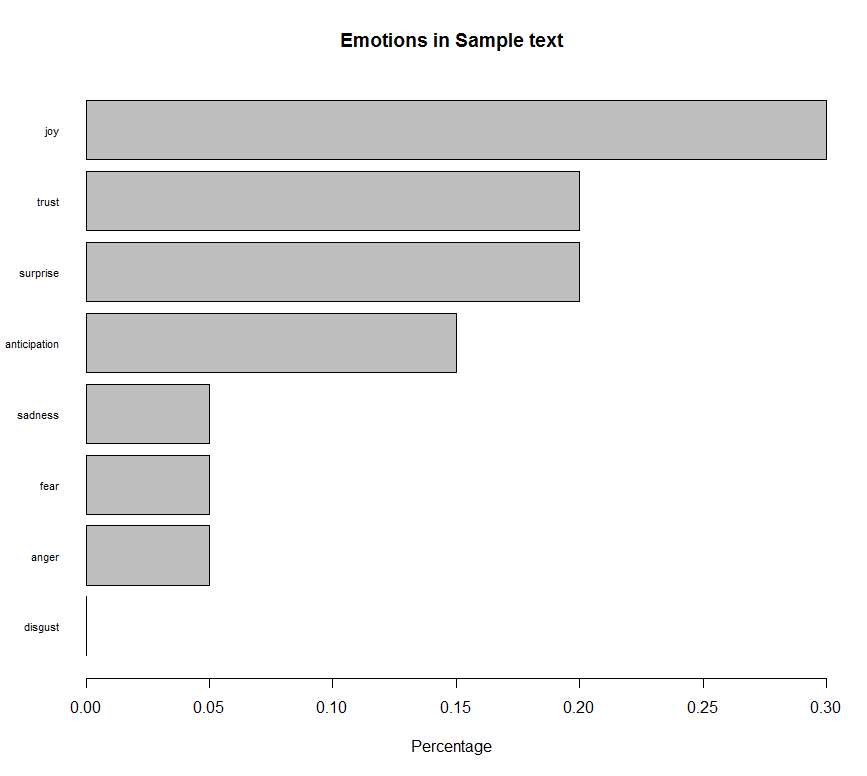 Emotions in Sample text
joy
trust
surprise
anticipation
sadness
fear
anger
disgust
0.00 0.05 0.10 0.15 0.20 0.25 0.30
Percentage